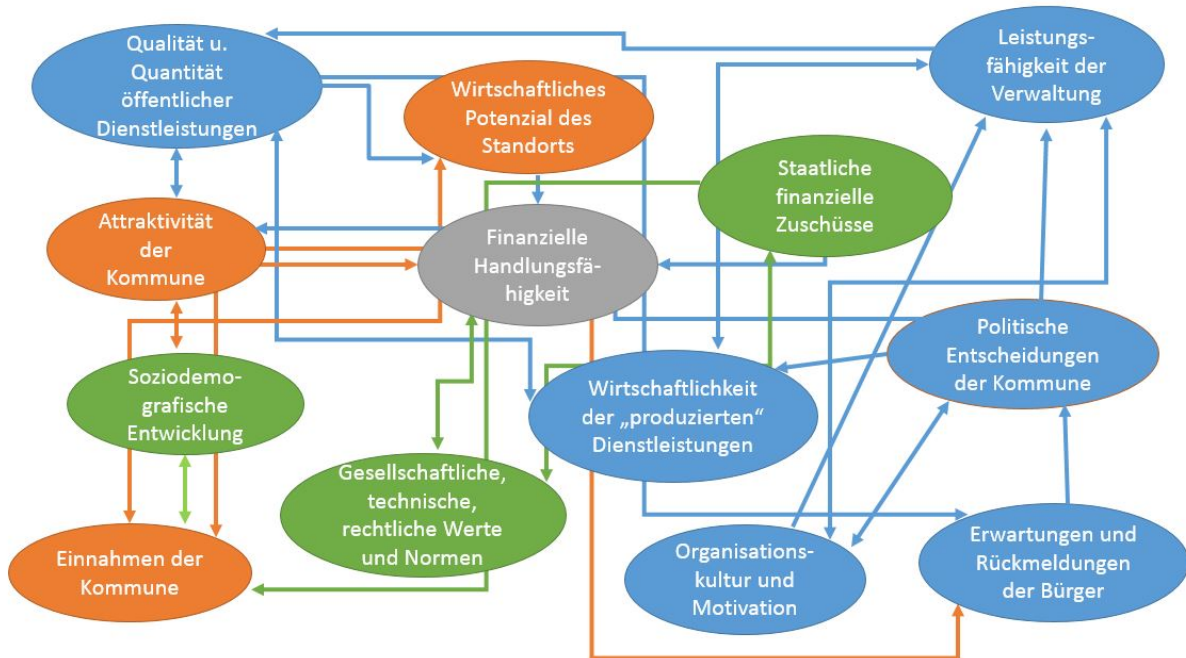 Qualität u.
Quantität
öffentlicher
Dienstleistungen
Wirtschaftliches
Potenzial des
Standorts
Leistungs-
fähigkeit der
Verwaltung
Staatliche
finanzielle
Zuschüsse
Attraktivität
der
Kommune
Finanzielle
Handlungsfä-
higkeit
Politische
Entscheidungen
der Kommune
Soziodemo-
grafische
Entwicklung
Wirtschaftlichkeit
der „produzierten“
Dienstleistungen
Gesellschaftliche,
technische,
rechtliche Werte
und Normen
Einnahmen der
Kommune
Organisations-
kultur und
Motivation
Erwartungen und
Rückmeldungen
der Bürger